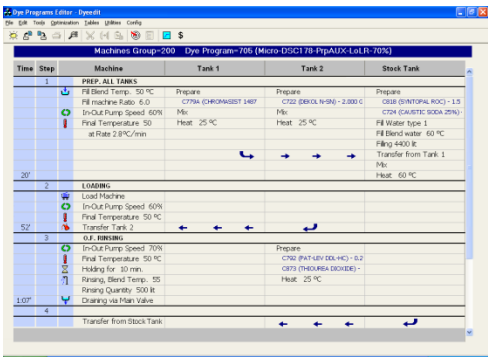 Dye Programs Editor - Dyeedit
File Edit Tools Optimization Tables Utilities Config
Machines Group=200 Dye Program=705 (Micro-DSC178-PrpAUX-LoLR-70%)
Time Step Machine Tank 1 Tank 2 Stock Tank
1 PREP. ALL TANKS
Fill Blend Temp. 50 ºC Prepare Prepare Prepare
Fill machine Ratio 6.0 C779A (CHROMASIST 1487 C722 (DEKOL N-SN) - 2.000 G C81B (SYNTOPAL ROC) - 1.5
In-Out Pump Speed 60% Mix Mix C724 (CAUSTIC SODA 25%) -
Final Temperature 50 Heat 25 ºC Heat 25 ºC Fill Water type 1
at Rate 2.8ºC/min Fill Blend water 60 ºC
Filling 4400 lit
Transfer from Tank 1
Mix
20' Heat 60 ºC
2 LOADING
Load Machine
In-Out Pump Speed 60%
Final Temperature 50 ºC
52' Transfer Tank 2
3 O.F. RINSING
In-Out Pump Speed 70% Prepare
Final Temperature 50 ºC C792 (FAT-LEV DDL-HC) - 0.2
Holding for 10 min. C873 (THIOUREA DIOXIDE) -
Rinsing, Blend Temp. 55 Heat 25 ºC
Rinsing Quantity 500 lit
1:07' Draining via Main Valve
4
Transfer from Stock Tank